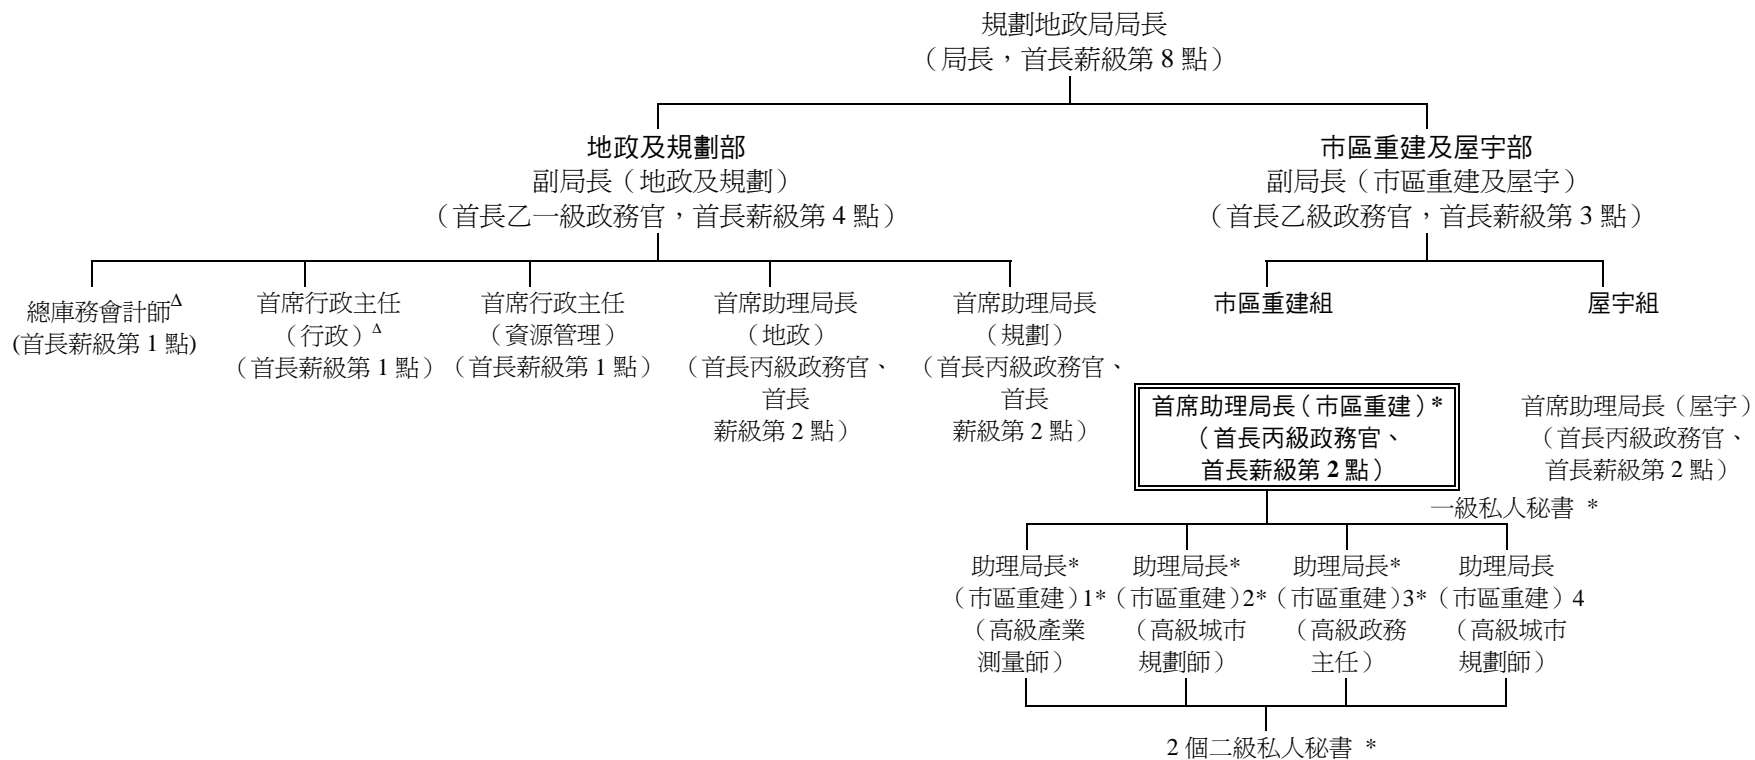 規劃地政局局長
（局長，首長薪級第 8 點）
地政及規劃部
副局長（地政及規劃）
（首長乙一級政務官，首長薪級第 4 點）
市區重建及屋宇部
副局長（市區重建及屋宇）
（首長乙級政務官，首長薪級第 3 點）
總庫務會計師Δ
(首長薪級第 1 點)
首席行政主任
（行政）Δ
（首長薪級第 1 點）
首席行政主任
（資源管理）
（首長薪級第 1 點）
首席助理局長
（地政）
（首長丙級政務官、
首長
薪級第 2 點）
首席助理局長
（規劃）
（首長丙級政務官、
首長
薪級第 2 點）
市區重建組
屋宇組
首席助理局長（市區重建）*
（首長丙級政務官、
首長薪級第 2 點）
首席助理局長（屋宇）
（首長丙級政務官、
首長薪級第 2 點）
一級私人秘書 *
助理局長*
（市區重建）1*
（高級產業
測量師）
助理局長*
（市區重建）2*
（高級城市
規劃師）
助理局長*
（市區重建）3*
（高級政務
主任）
助理局長
（市區重建）4
（高級城市
規劃師）
2 個二級私人秘書 *